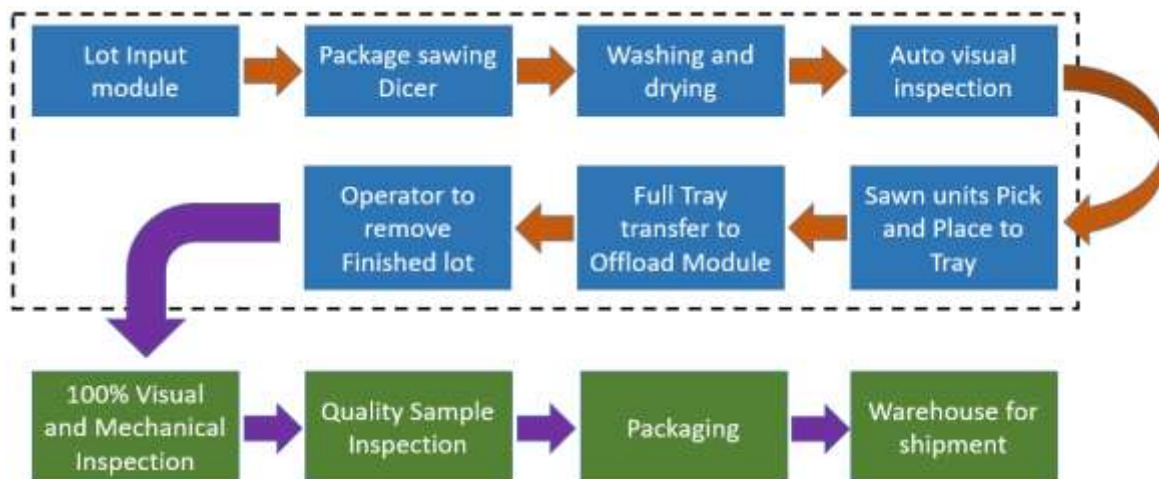 Lot Input
module
Package sawing
Dicer
Washing and
drying
Auto visual
inspection
Sawn units Pick
and Place to
Tray
Full Tray
transfer to
Offload Module
Operator to
remove
Finished lot
100% Visual
and Mechanical
Inspection
Quality Sample
Inspection
Packaging
Warehouse for
shipment